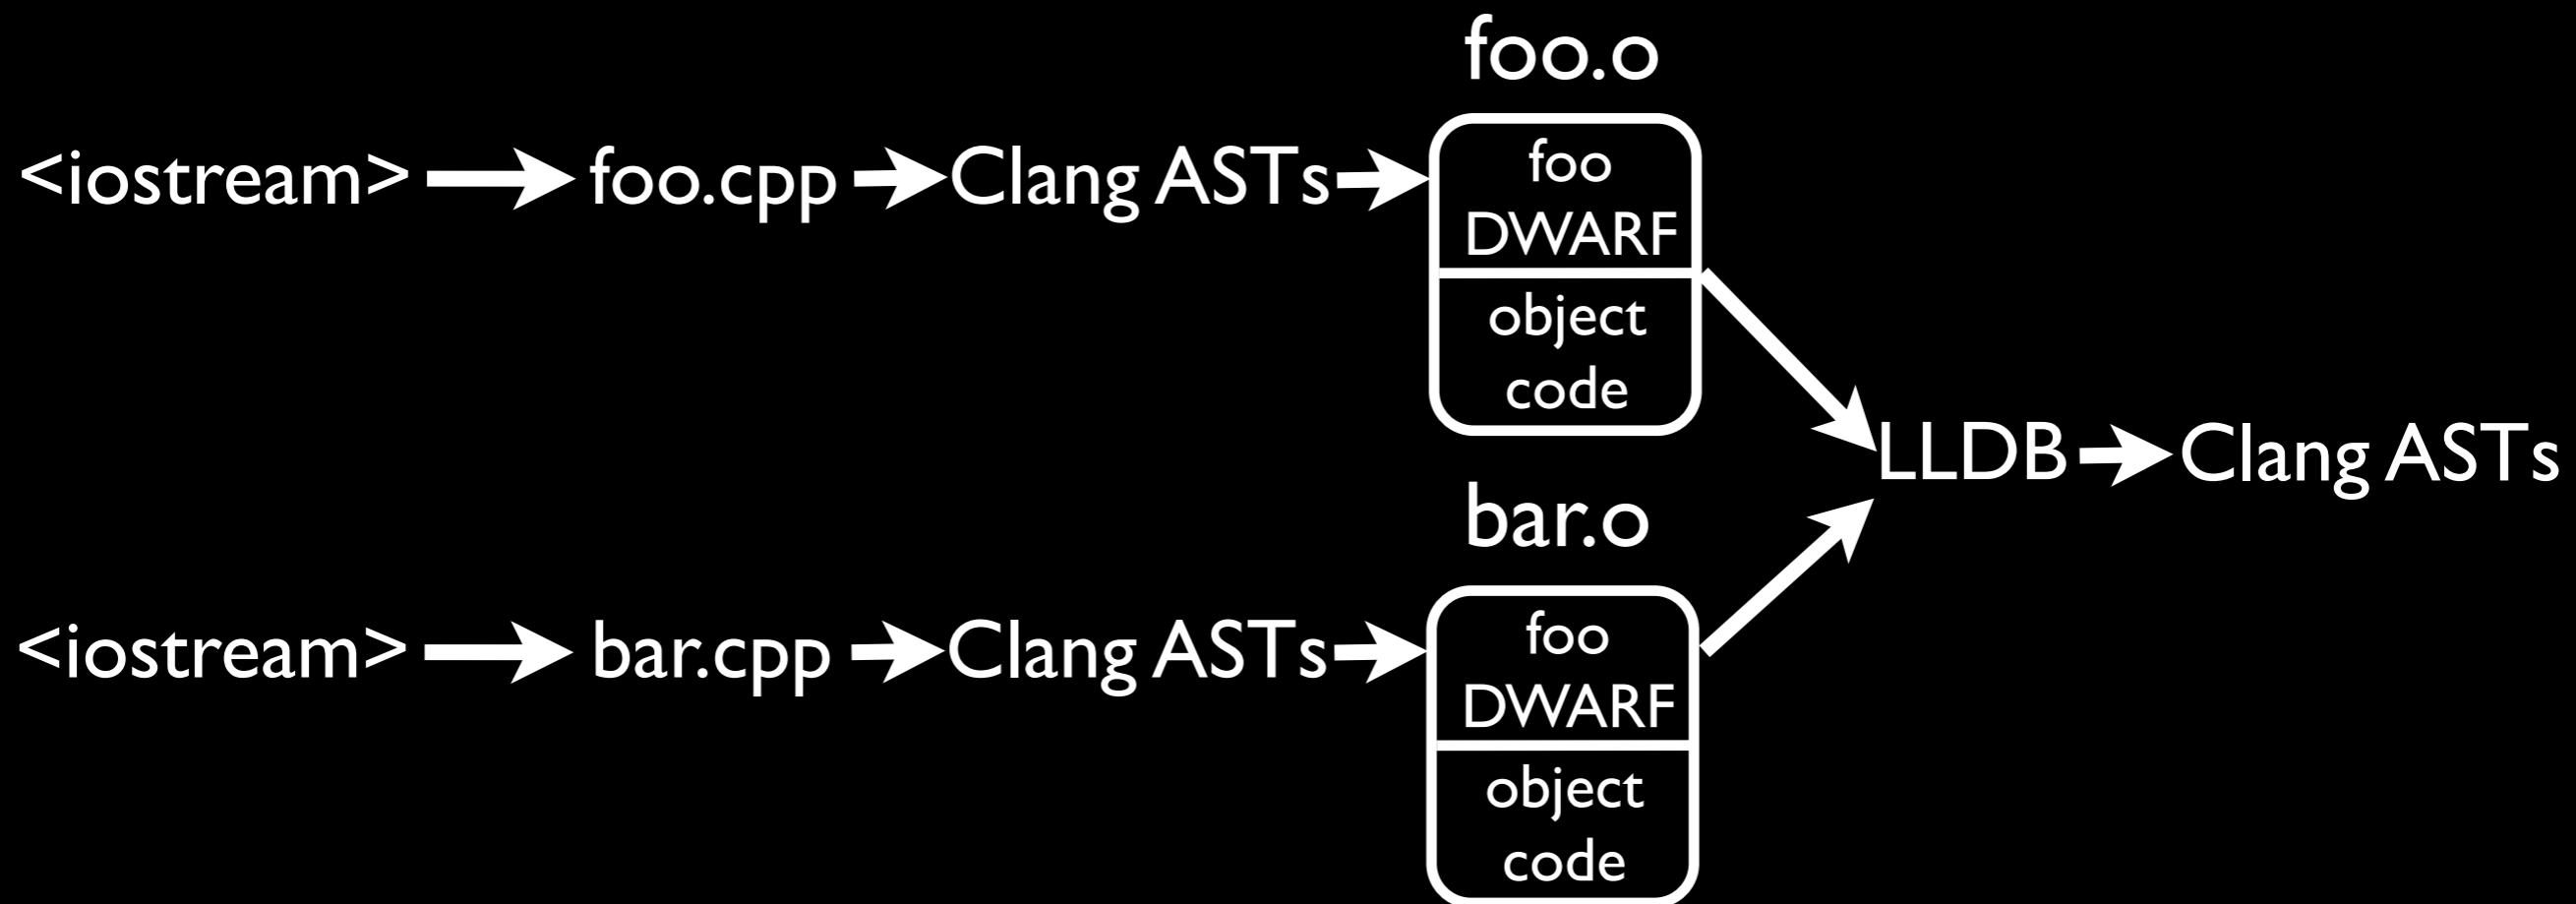 foo.o
<iostream> foo.cpp Clang ASTs
foo
DWARF
object
code
LLDB Clang ASTs
bar.o
<iostream> bar.cpp Clang ASTs
foo
DWARF
object
code